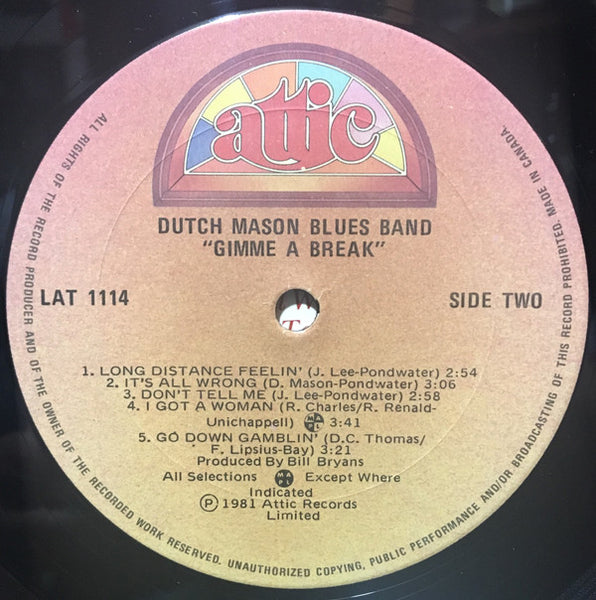 attic
DUTCH MASON BLUES BAND
"GIMME A BREAK"
LAT 1114
SIDE TWO
1. LONG DISTANCE FEELIN' (J. Lee-Pondwater) 2:54
2. IT'S ALL WRONG (D. Mason-Pondwater) 3:06
3. DON'T TELL ME (J. Lee-Pondwater) 2:58
4. I GOT A WOMAN (R. Charles/R. Renald-
Unichappell) MAPL 3:41
5. GO DOWN GAMBLIN' (D.C. Thomas/
F. Lipsius-Bay) 3:21
Produced by Bill Bryans
All Selections MAPL Except Where
Indicated
Ⓟ 1981 Attic Records
Limited
ALL RIGHTS OF THE RECORD PRODUCER AND OF THE OWNER OF THE RECORDED WORK RESERVED. UNAUTHORIZED COPYING, PUBLIC PERFORMANCE AND/OR BROADCASTING OF THIS RECORD PROHIBITED. MADE IN CANADA.